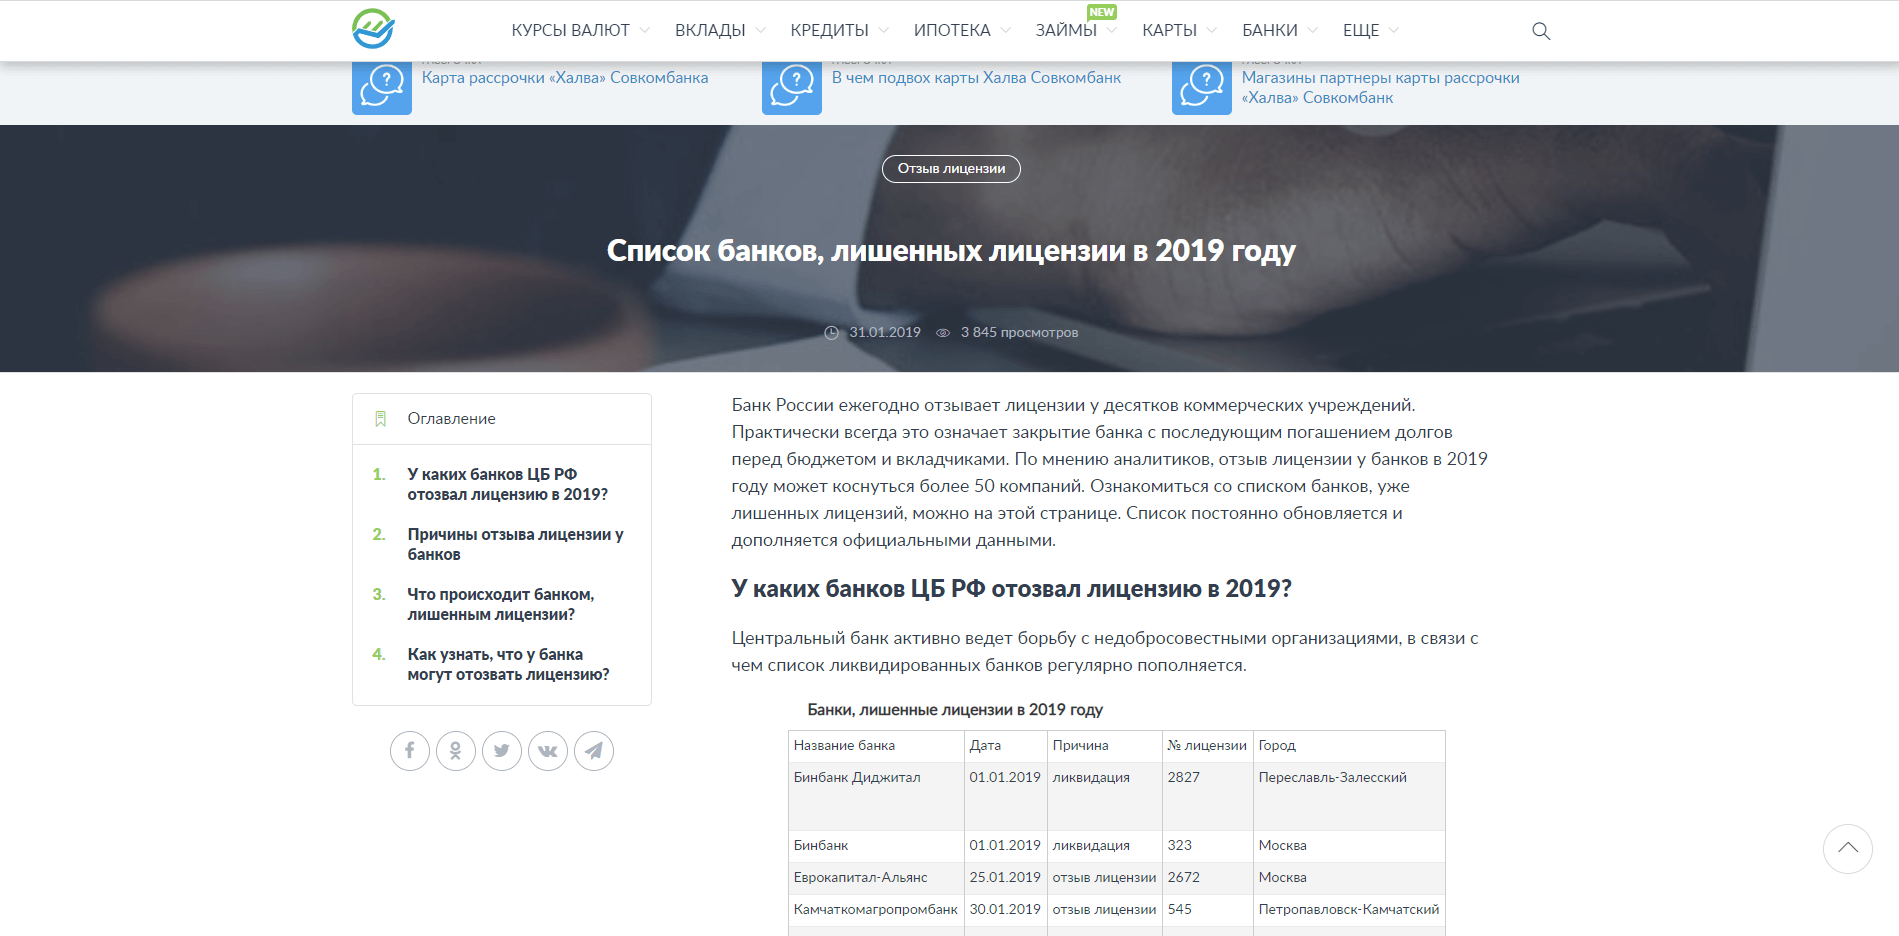 КУРСЫ ВАЛЮТ ВКЛАДЫ КРЕДИТЫ ИПОТЕКА ЗАЙМЫ NEW КАРТЫ БАНКИ ЕЩЕ
Карта рассрочки «Халва» Совкомбанка
В чем подвох карты Халва Совкомбанк
Магазины партнеры карты рассрочки
«Халва» Совкомбанк
Отзыв лицензии
Список банков, лишенных лицензии в 2019 году
31.01.2019 3 845 просмотров
Оглавление
1. У каких банков ЦБ РФ
отозвал лицензию в 2019?
2. Причины отзыва лицензии у
банков
3. Что происходит банком,
лишенным лицензии?
4. Как узнать, что у банка
могут отозвать лицензию?
Банк России ежегодно отзывает лицензии у десятков коммерческих учреждений.
Практически всегда это означает закрытие банка с последующим погашением долгов
перед бюджетом и вкладчиками. По мнению аналитиков, отзыв лицензии у банков в 2019
году может коснуться более 50 компаний. Ознакомиться со списком банков, уже
лишенных лицензий, можно на этой странице. Список постоянно обновляется и
дополняется официальными данными.
У каких банков ЦБ РФ отозвал лицензию в 2019?
Центральный банк активно ведет борьбу с недобросовестными организациями, в связи с
чем список ликвидированных банков регулярно пополняется.
Банки, лишенные лицензии в 2019 году
Название банка Дата Причина № лицензии Город
Бинбанк Диджитал 01.01.2019 ликвидация 2827 Переславль-Залесский
Бинбанк 01.01.2019 ликвидация 323 Москва
Еврокапитал-Альянс 25.01.2019 отзыв лицензии 2672 Москва
Камчаткомагропромбанк 30.01.2019 отзыв лицензии 545 Петропавловск-Камчатский